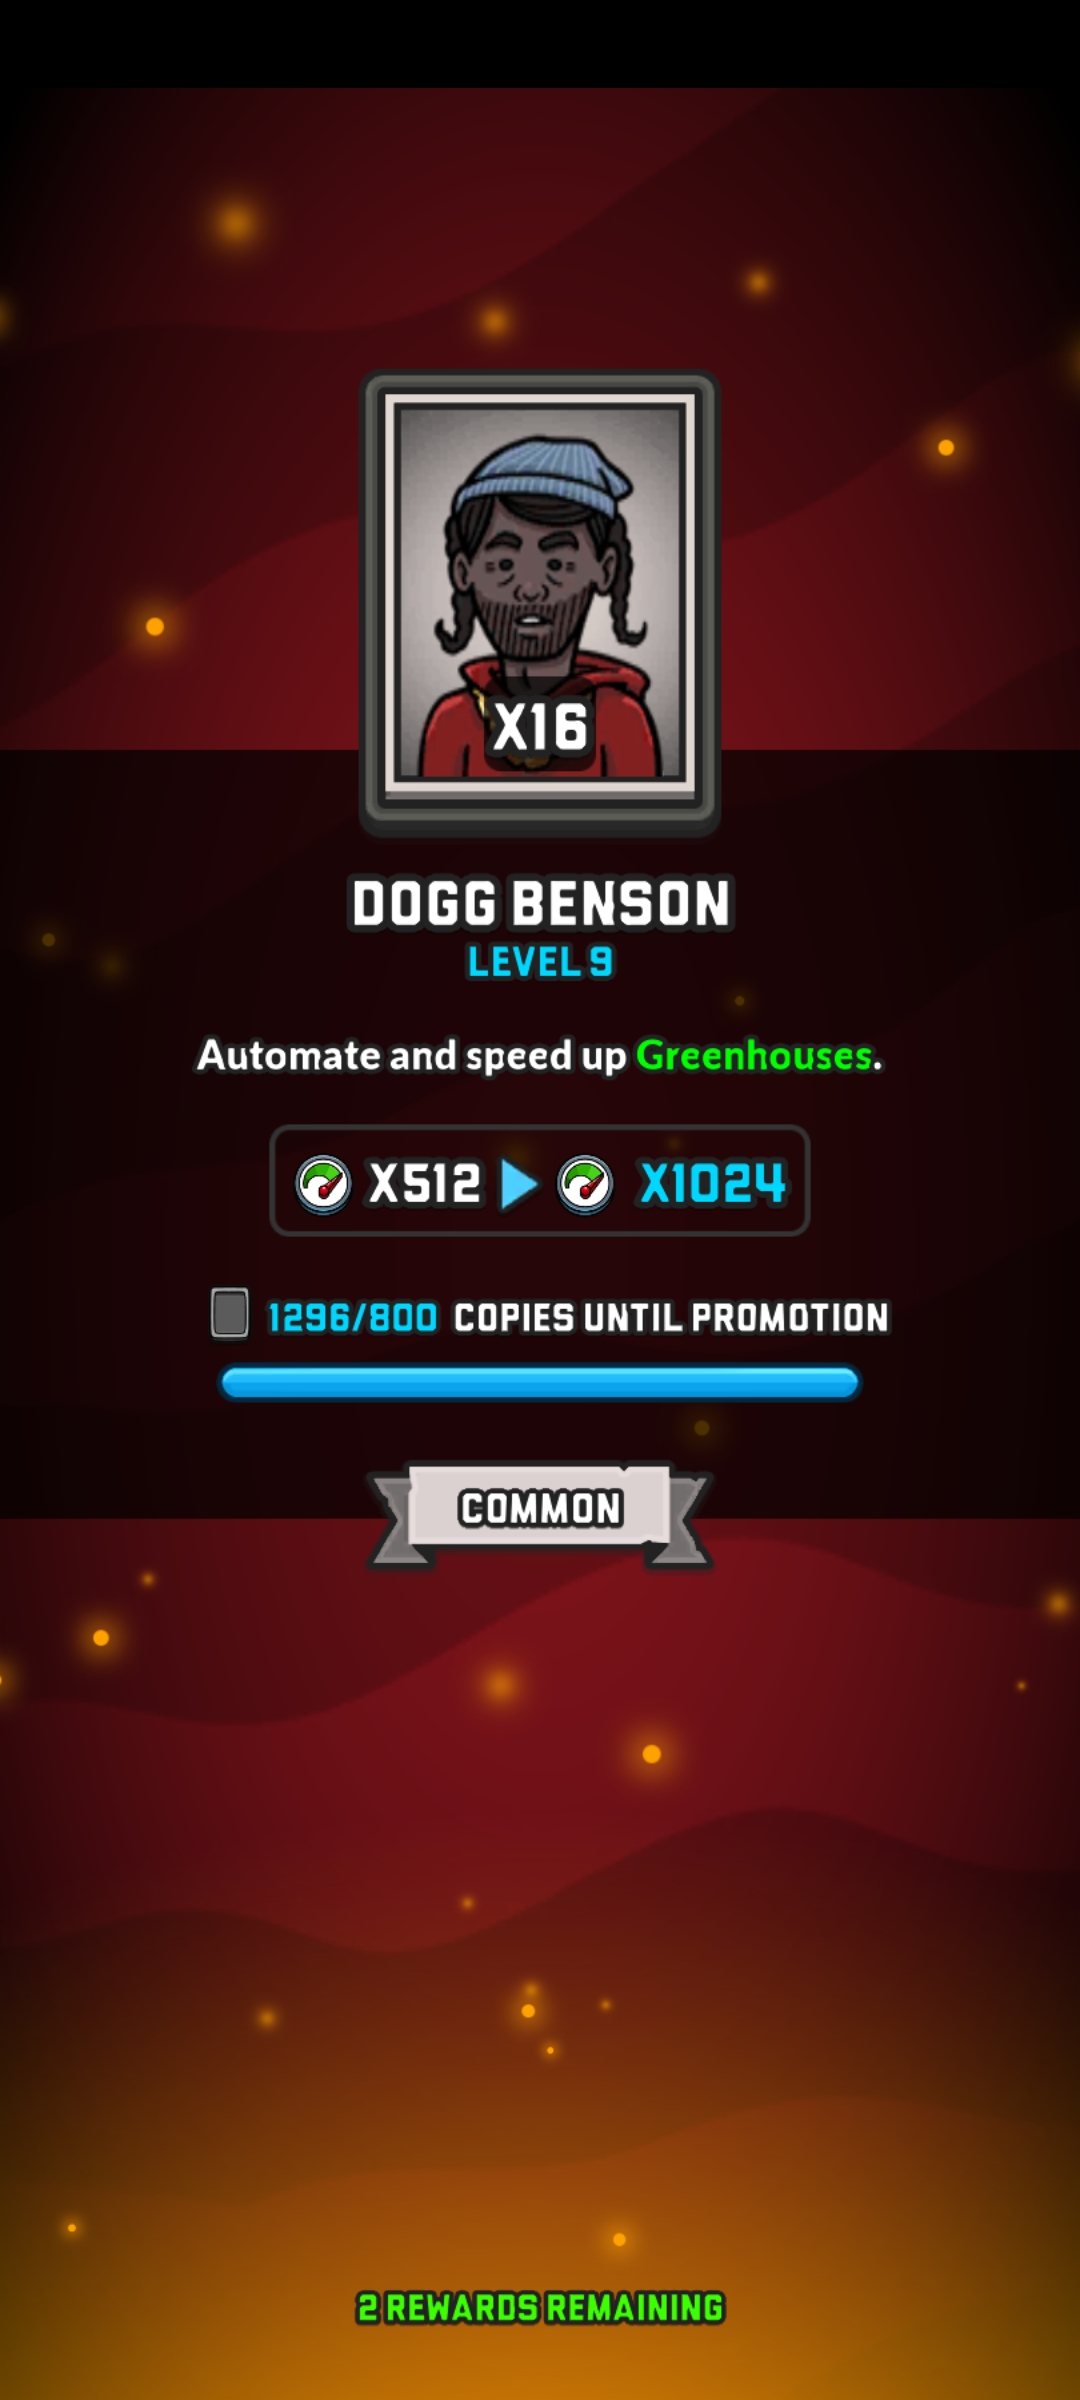 X16
DOGG BENSON
LEVEL 9
Automate and speed up Greenhouses.
X512 X1024
1296/800 COPIES UNTIL PROMOTION
COMMON
2 REWARDS REMAINING